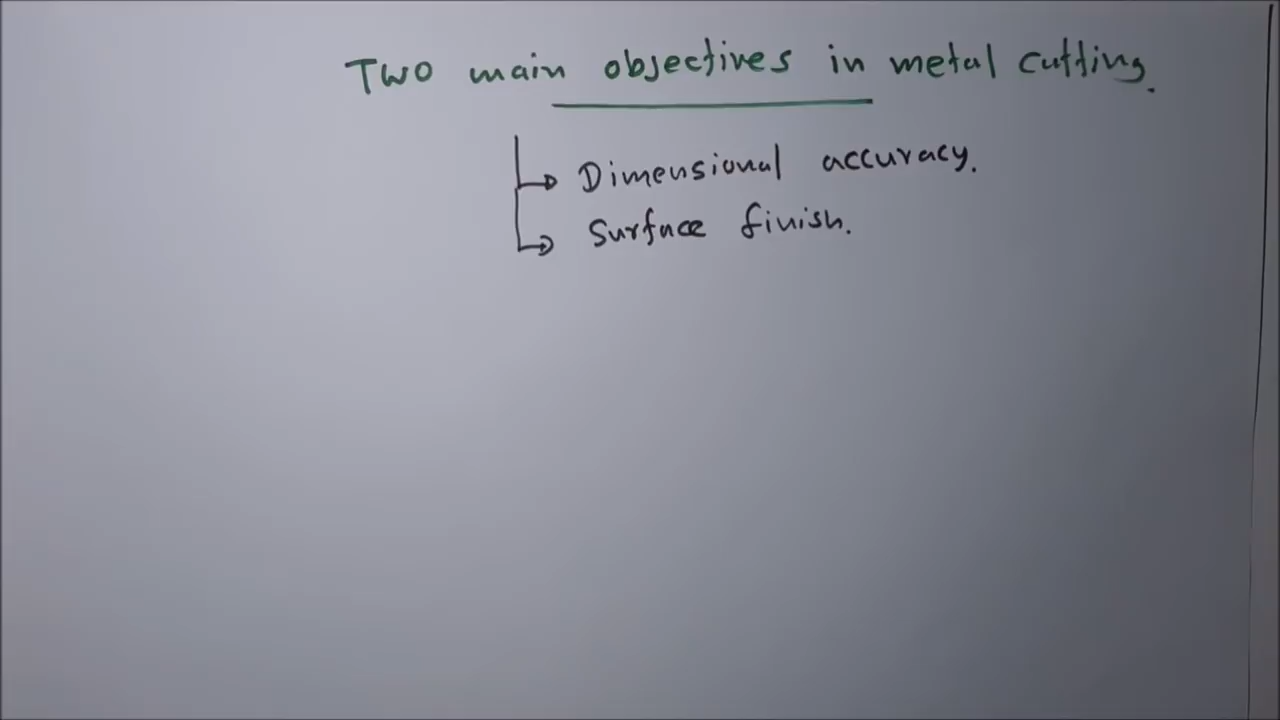 Two main objectives in metal cutting.
Dimensional accuracy.
Surface finish.